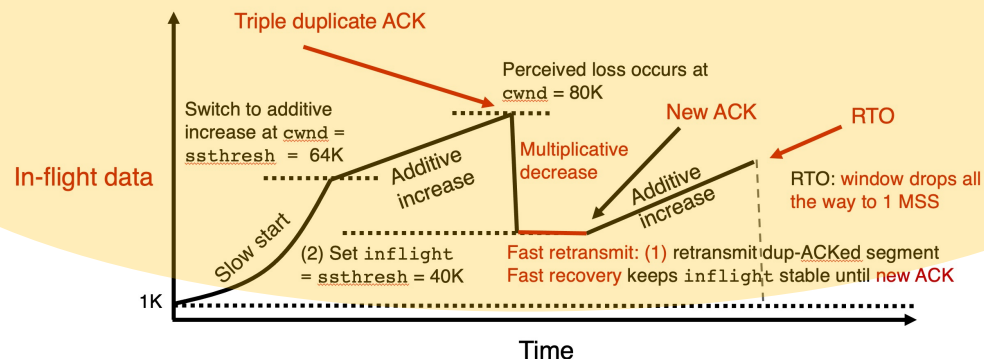 Triple duplicate ACK
Perceived loss occurs at
cwnd = 80K
Switch to additive
increase at cwnd =
ssthresh = 64K
New ACK
RTO
In-flight data
Additive
increase
Multiplicative
decrease
Additive
increase
RTO: window drops all
the way to 1 MSS
Slow start
(2) Set inflight
= ssthresh = 40K
Fast retransmit: (1) retransmit dup-ACKed segment
Fast recovery keeps inflight stable until new ACK
1K
Time